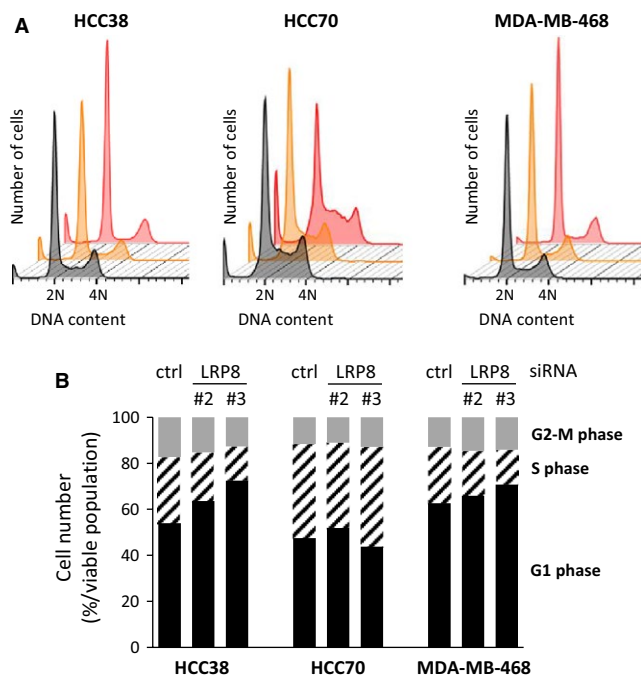 A
HCC38
HCC70
MDA-MB-468
Number of cells
Number of cells
Number of cells
2N 4N
2N 4N
2N 4N
DNA content
DNA content
DNA content
B
ctrl LRP8 ctrl LRP8 ctrl LRP8 siRNA
#2 #3 #2 #3 #2 #3
Cell number
(%/viable population)
100
80
60
40
20
0
G2-M phase
S phase
G1 phase
HCC38 HCC70 MDA-MB-468